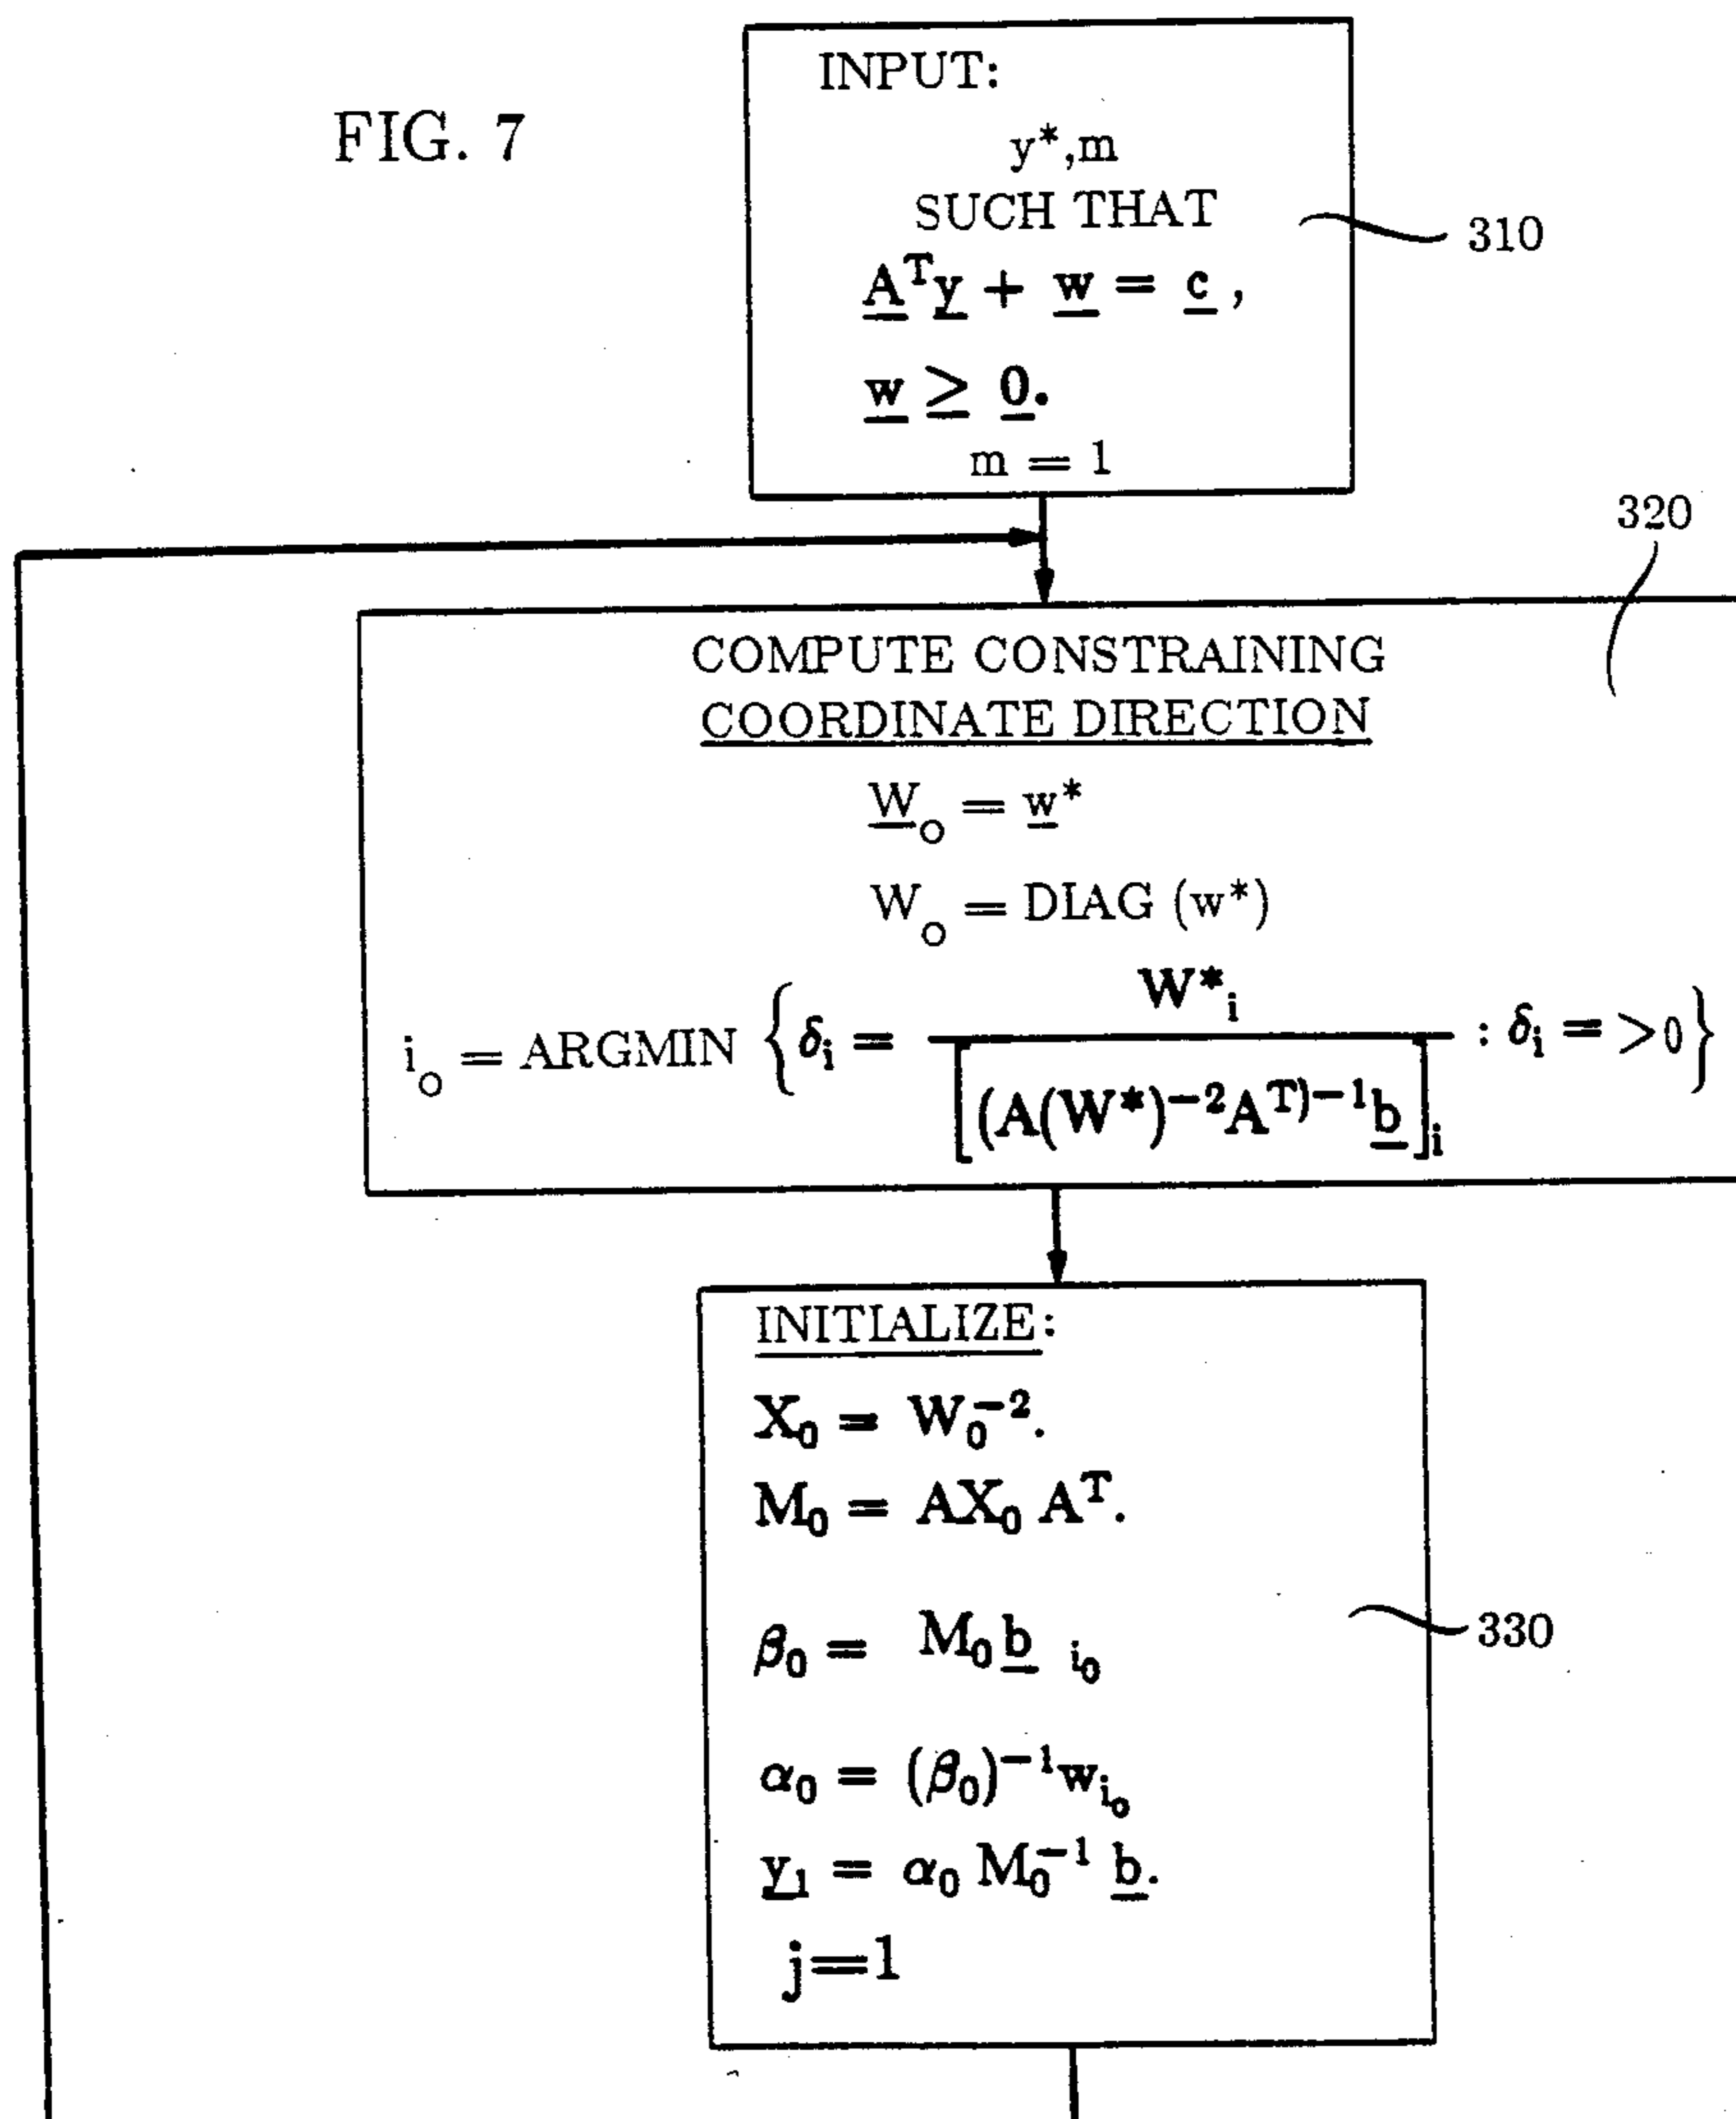 FIG. 7
INPUT:
y*,m
SUCH THAT
A^T y + w = c ,
w ≥ 0.
m = 1
310
320
COMPUTE CONSTRAINING
COORDINATE DIRECTION
W_o = w*
W_o = DIAG (w*)
i_o = ARGMIN { δ_i = W*_i / [(A(W*)^−2 A^T)^−1 b]_i : δ_i = >0 }
INITIALIZE:
X_0 = W_0^−2.
M_0 = AX_0 A^T.
β_0 = M_0 b i_0
330
α_0 = (β_0)^−1 w_i_o
y_1 = α_0 M_0^−1 b.
j=1